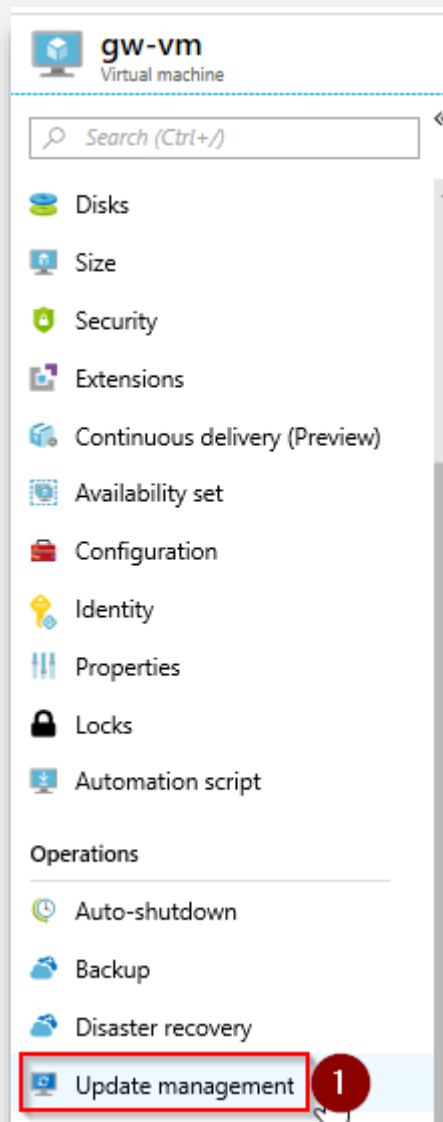 gw-vm
Virtual machine
Search (Ctrl+/)
Disks
Size
Security
Extensions
Continuous delivery (Preview)
Availability set
Configuration
Identity
Properties
Locks
Automation script
Operations
Auto-shutdown
Backup
Disaster recovery
Update management 1